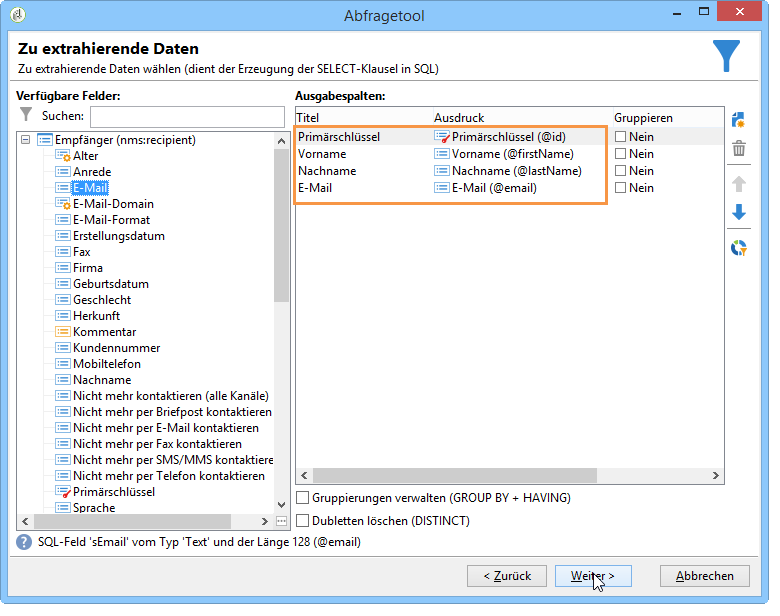 Abfragetool
Zu extrahierende Daten
Zu extrahierende Daten wählen (dient der Erzeugung der SELECT-Klausel in SQL)
Verfügbare Felder:
Suchen:
Empfänger (nms:recipient)
Alter
Anrede
E-Mail
E-Mail-Domain
E-Mail-Format
Erstellungsdatum
Fax
Firma
Geburtsdatum
Geschlecht
Herkunft
Kommentar
Kundennummer
Mobiltelefon
Nachname
Nicht mehr kontaktieren (alle Kanäle)
Nicht mehr per Briefpost kontaktieren
Nicht mehr per E-Mail kontaktieren
Nicht mehr per Fax kontaktieren
Nicht mehr per SMS/MMS kontaktiere
Nicht mehr per Telefon kontaktieren
Primärschlüssel
Sprache
Ausgabespalten:
Titel Ausdruck Gruppieren
Primärschlüssel Primärschlüssel (@id) Nein
Vorname Vorname (@firstName) Nein
Nachname Nachname (@lastName) Nein
E-Mail E-Mail (@email) Nein
Gruppierungen verwalten (GROUP BY + HAVING)
Dubletten löschen (DISTINCT)
SQL-Feld 'sEmail' vom Typ 'Text' und der Länge 128 (@email)
< Zurück Weiter > Abbrechen